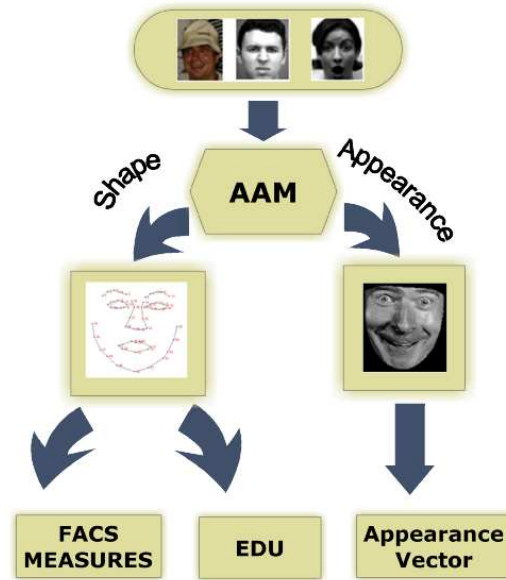 Shape
Appearance
AAM
FACS
MEASURES
EDU
Appearance
Vector